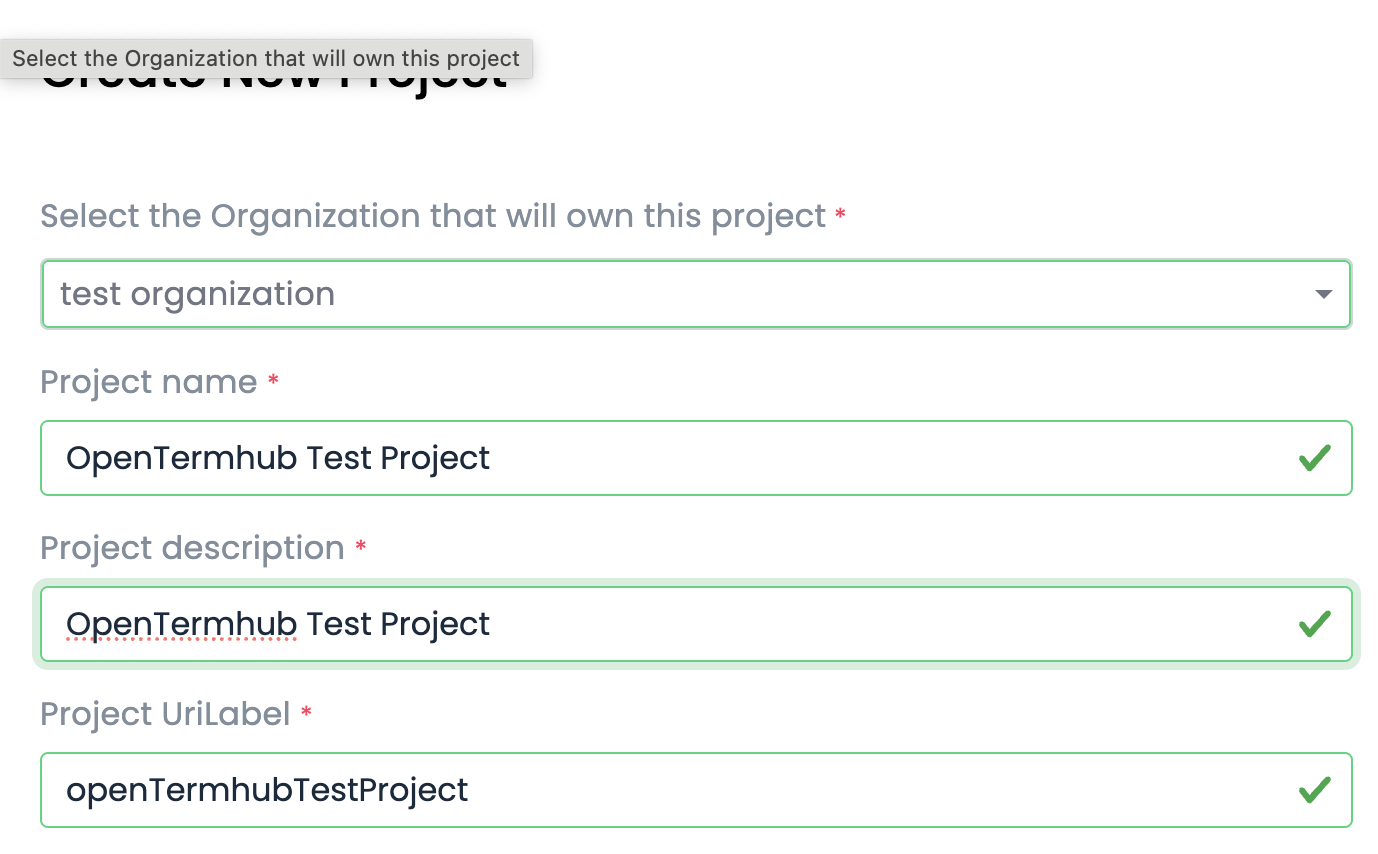 Select the Organization that will own this project
Create New Project
Select the Organization that will own this project *
test organization
Project name *
OpenTermhub Test Project
Project description *
OpenTermhub Test Project
Project UriLabel *
openTermhubTestProject